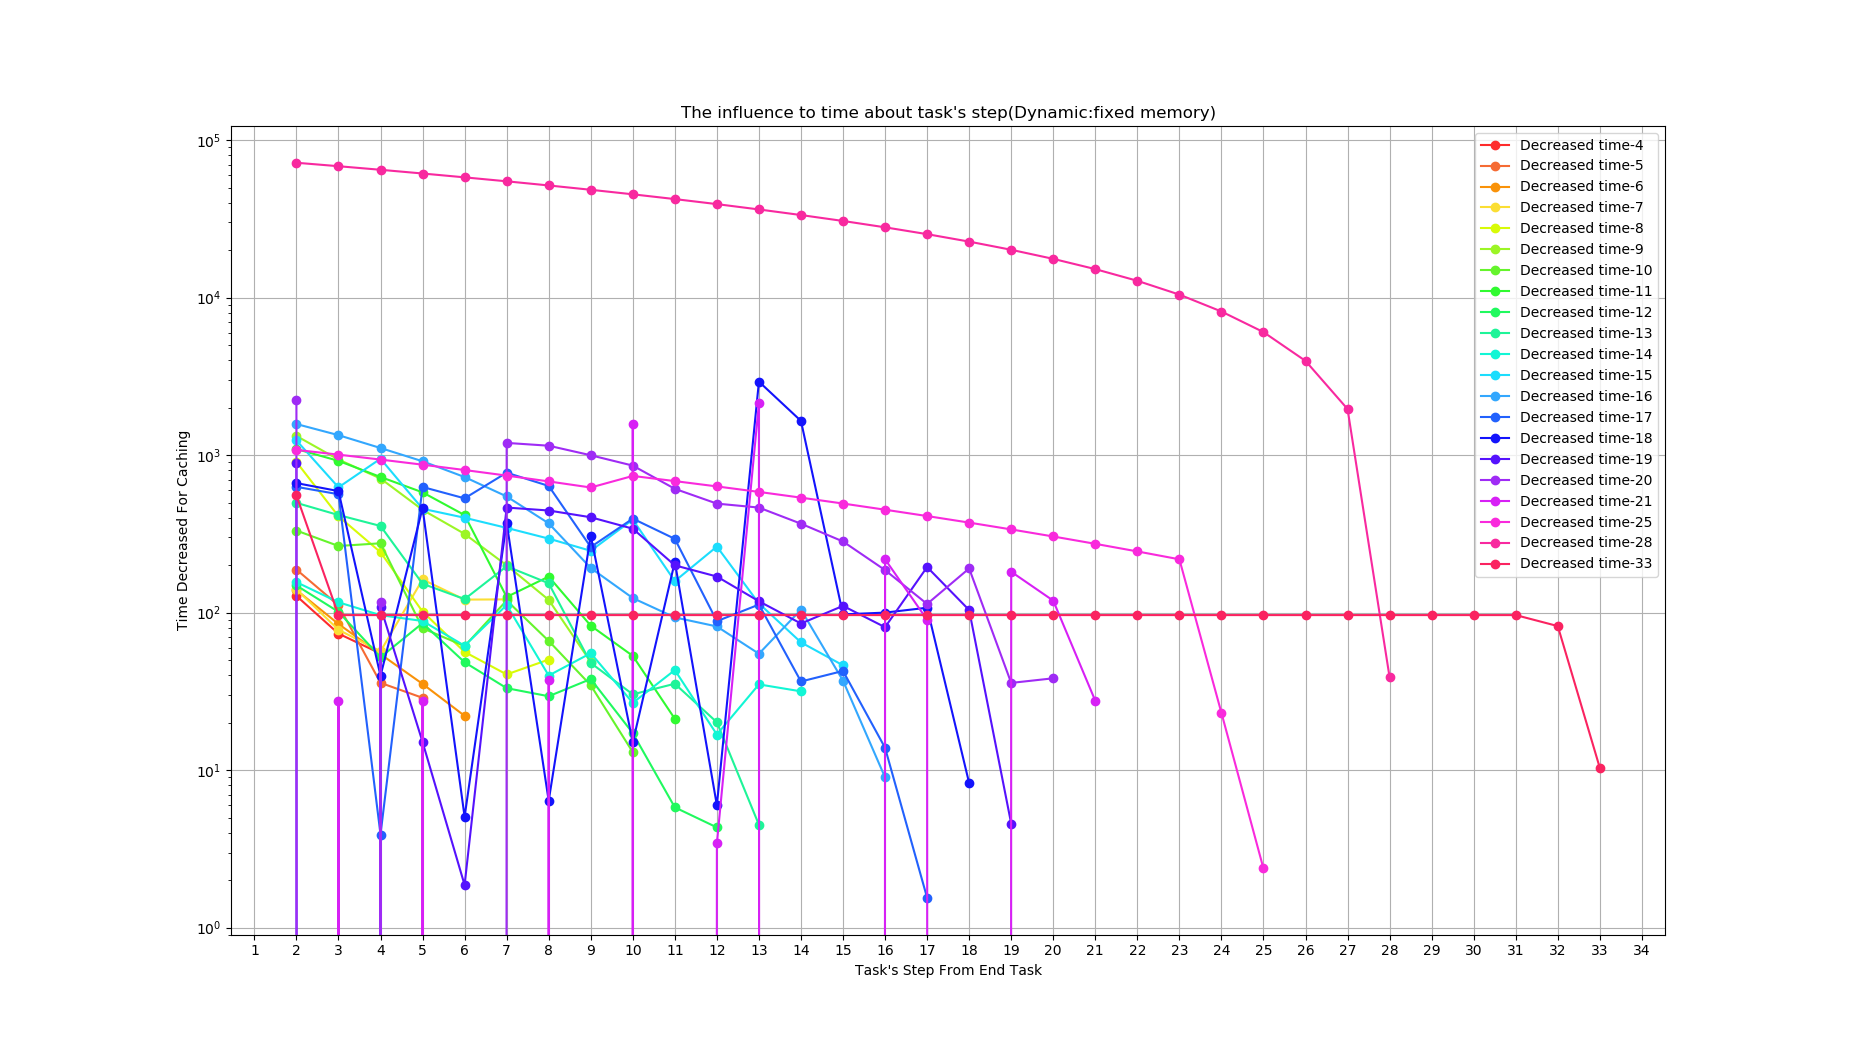 The influence to time about task's step(Dynamic:fixed memory)
Time Decreased For Caching
10^5
10^4
10^3
10^2
10^1
10^0
Decreased time-4
Decreased time-5
Decreased time-6
Decreased time-7
Decreased time-8
Decreased time-9
Decreased time-10
Decreased time-11
Decreased time-12
Decreased time-13
Decreased time-14
Decreased time-15
Decreased time-16
Decreased time-17
Decreased time-18
Decreased time-19
Decreased time-20
Decreased time-21
Decreased time-25
Decreased time-28
Decreased time-33
1 2 3 4 5 6 7 8 9 10 11 12 13 14 15 16 17 18 19 20 21 22 23 24 25 26 27 28 29 30 31 32 33 34
Task's Step From End Task